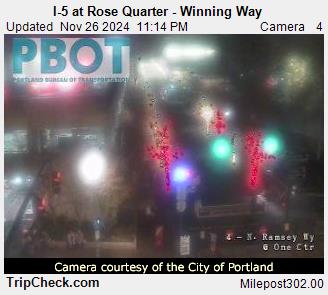 I-5 at Rose Quarter - Winning Way
Updated Nov 26 2024 11:14 PM Camera 4
PBOT
PORTLAND BUREAU OF TRANSPORTATION
4 - N. Ramsey Wy
@ One Ctr
Camera courtesy of the City of Portland
TripCheck.com Milepost302.00